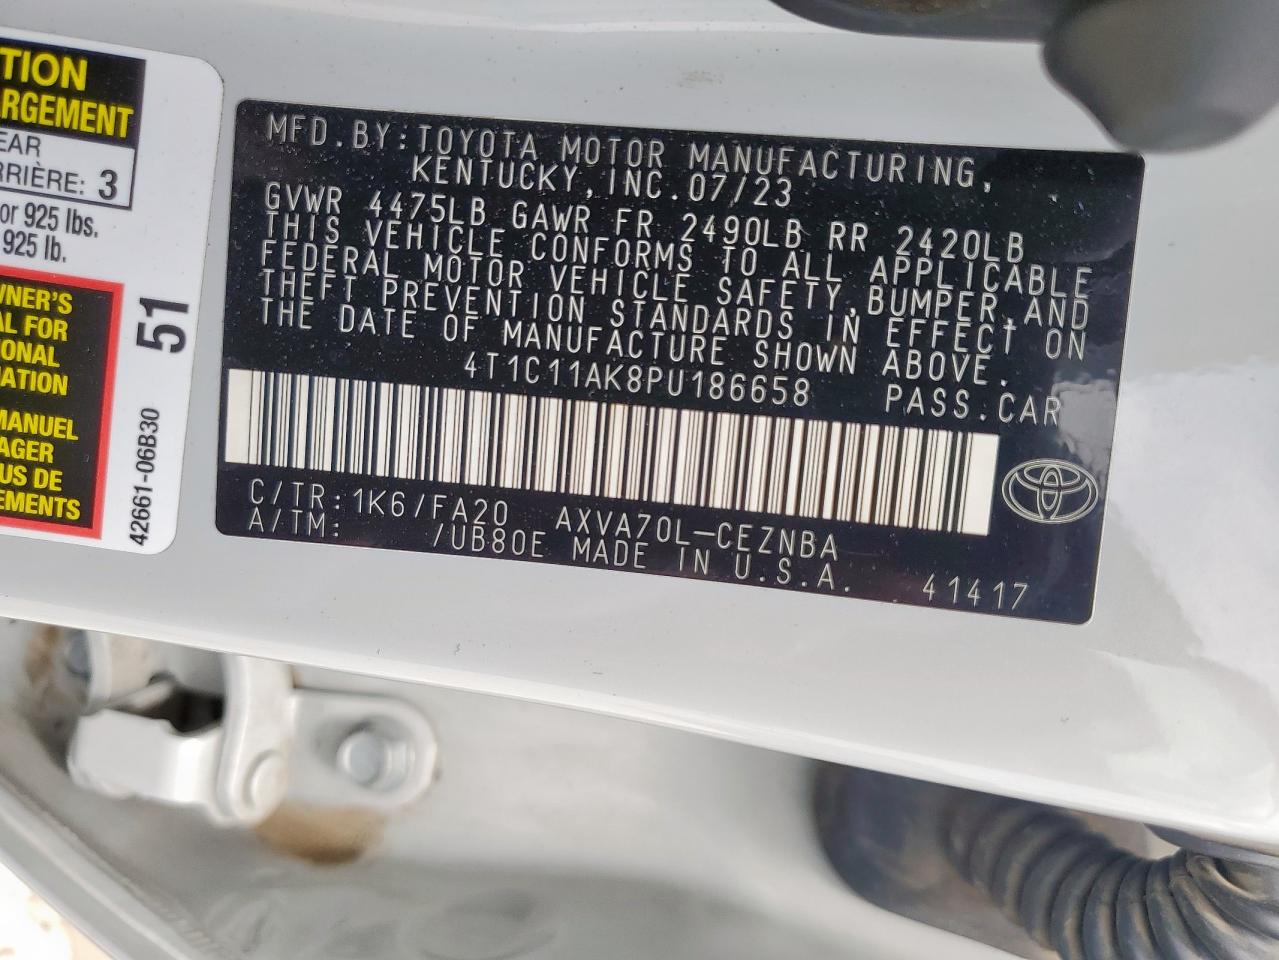 TION
RGEMENT
EAR
RRIÈRE: 3
or 925 lbs.
925 lb.
WNER'S
AL FOR
IONAL
MATION
MANUEL
AGER
US DE
EMENTS
51
42661-06B30
MFD.BY:TOYOTA MOTOR MANUFACTURING,
KENTUCKY,INC.07/23
GVWR 4475LB GAWR FR 2490LB RR 2420LB
THIS VEHICLE CONFORMS TO ALL APPLICABLE
FEDERAL MOTOR VEHICLE SAFETY,BUMPER,AND
THEFT PREVENTION STANDARDS IN EFFECT ON
THE DATE OF MANUFACTURE SHOWN ABOVE.
4T1C11AK8PU186658 PASS.CAR
C/TR:1K6/FA20 AXVA70L-CEZNBA
A/TM: /UB80E MADE IN U.S.A. 41417